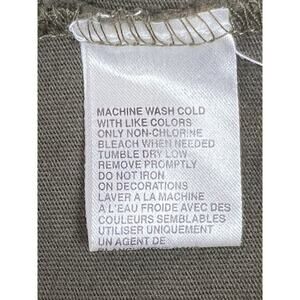 MACHINE WASH COLD
WITH LIKE COLORS
ONLY NON-CHLORINE
BLEACH WHEN NEEDED
TUMBLE DRY LOW
REMOVE PROMPTLY
DO NOT IRON
ON DECORATIONS
LAVER A LA MACHINE
A L'EAU FROIDE AVEC DES
COULEURS SEMBLABLES
UTILISER UNIQUEMENT
UN AGENT DE